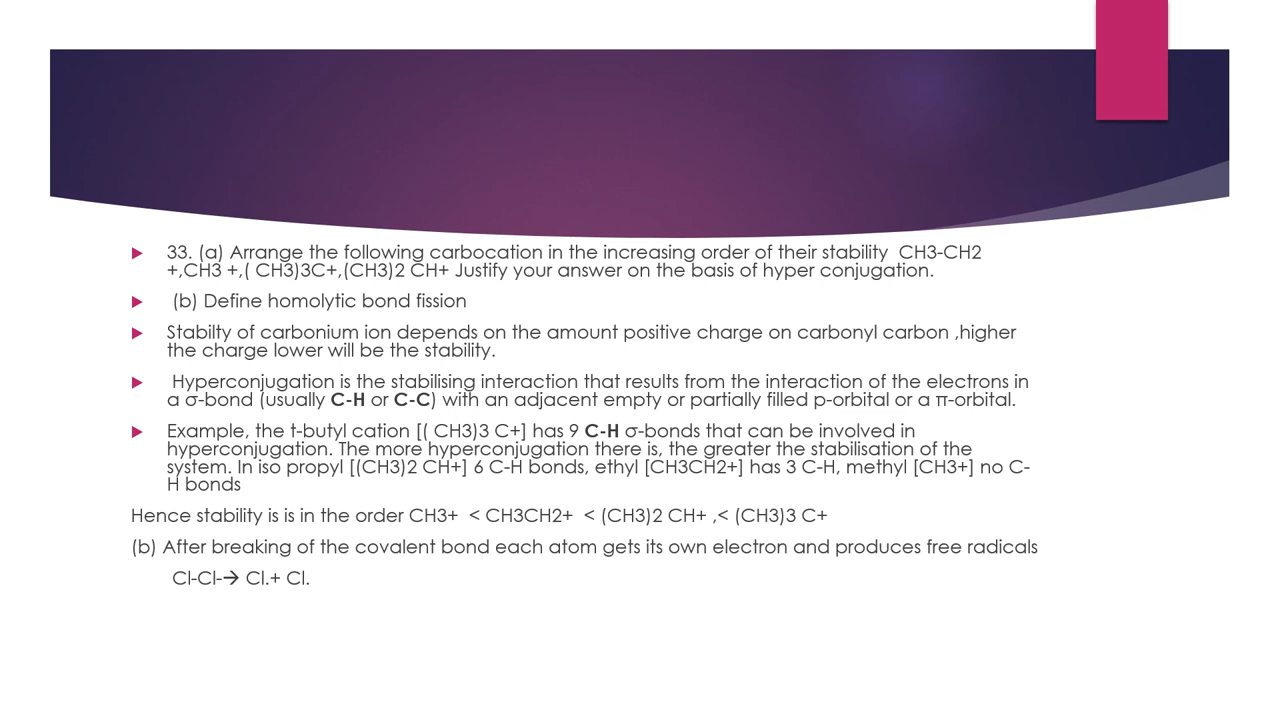 33. (a) Arrange the following carbocation in the increasing order of their stability  CH3-CH2
+,CH3 +,( CH3)3C+,(CH3)2 CH+ Justify your answer on the basis of hyper conjugation.
(b) Define homolytic bond fission
Stabilty of carbonium ion depends on the amount positive charge on carbonyl carbon ,higher
the charge lower will be the stability.
Hyperconjugation is the stabilising interaction that results from the interaction of the electrons in
a σ-bond (usually C-H or C-C) with an adjacent empty or partially filled p-orbital or a π-orbital.
Example, the t-butyl cation [( CH3)3 C+] has 9 C-H σ-bonds that can be involved in
hyperconjugation. The more hyperconjugation there is, the greater the stabilisation of the
system. In iso propyl [(CH3)2 CH+] 6 C-H bonds, ethyl [CH3CH2+] has 3 C-H, methyl [CH3+] no C-
H bonds
Hence stability is is in the order CH3+  < CH3CH2+  < (CH3)2 CH+ ,< (CH3)3 C+
(b) After breaking of the covalent bond each atom gets its own electron and produces free radicals
Cl-Cl-→ Cl.+ Cl.